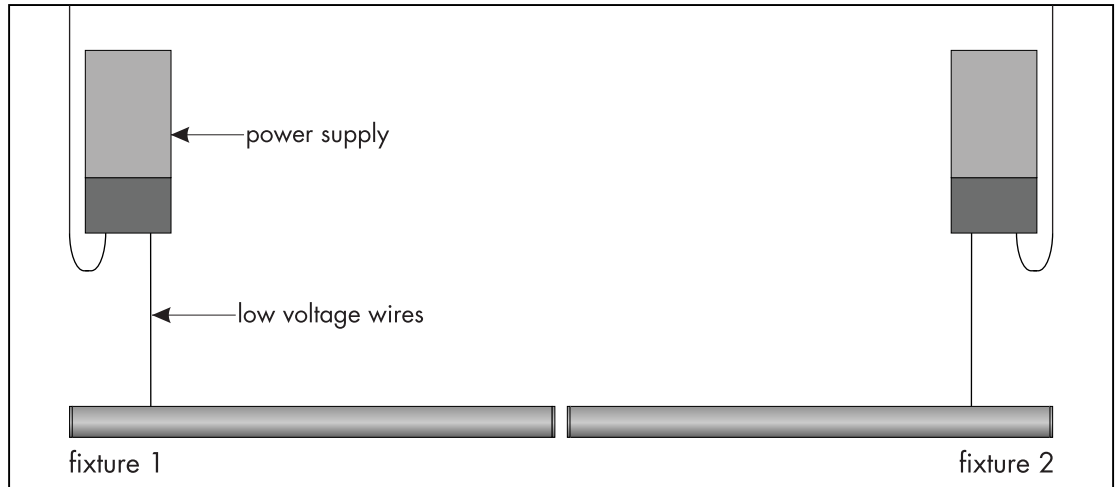 power supply
low voltage wires
fixture 1
fixture 2